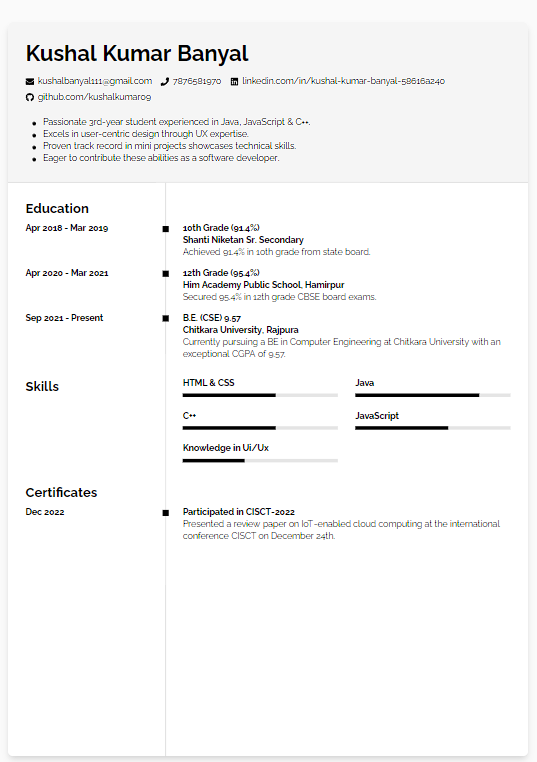 Kushal Kumar Banyal
kushalbanyal111@gmail.com 7876581970 linkedin.com/in/kushal-kumar-banyal-58616a240
github.com/kushalkumar09
Passionate 3rd-year student experienced in Java, JavaScript & C++.
Excels in user-centric design through UX expertise.
Proven track record in mini projects showcases technical skills.
Eager to contribute these abilities as a software developer.
Education
Apr 2018 - Mar 2019
10th Grade (91.4%)
Shanti Niketan Sr. Secondary
Achieved 91.4% in 10th grade from state board.
Apr 2020 - Mar 2021
12th Grade (95.4%)
Him Academy Public School, Hamirpur
Secured 95.4% in 12th grade CBSE board exams.
Sep 2021 - Present
B.E. (CSE) 9.57
Chitkara University, Rajpura
Currently pursuing a BE in Computer Engineering at Chitkara University with an
exceptional CGPA of 9.57.
Skills
HTML & CSS
Java
C++
JavaScript
Knowledge in Ui/Ux
Certificates
Dec 2022
Participated in CISCT-2022
Presented a review paper on IoT-enabled cloud computing at the international
conference CISCT on December 24th.